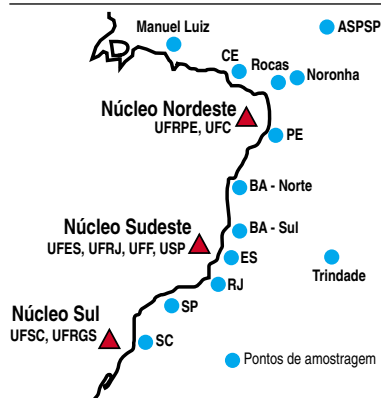 Manuel Luiz
ASPSP
CE
Rocas
Noronha
Núcleo Nordeste
UFRPE, UFC
PE
BA - Norte
Núcleo Sudeste
UFES, UFRJ, UFF, USP
BA - Sul
ES
Trindade
RJ
Núcleo Sul
UFSC, UFRGS
SP
SC
Pontos de amostragem